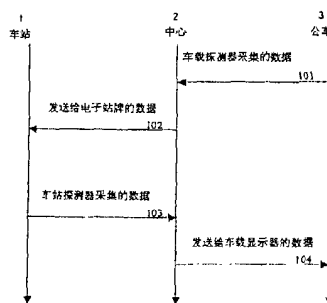 1 2 3
车站 中心 公车
车载探测器采集的数据
101
发送给电子站牌的数据
102
车站探测器采集的数据
103
发送给车载显示器的数据
104